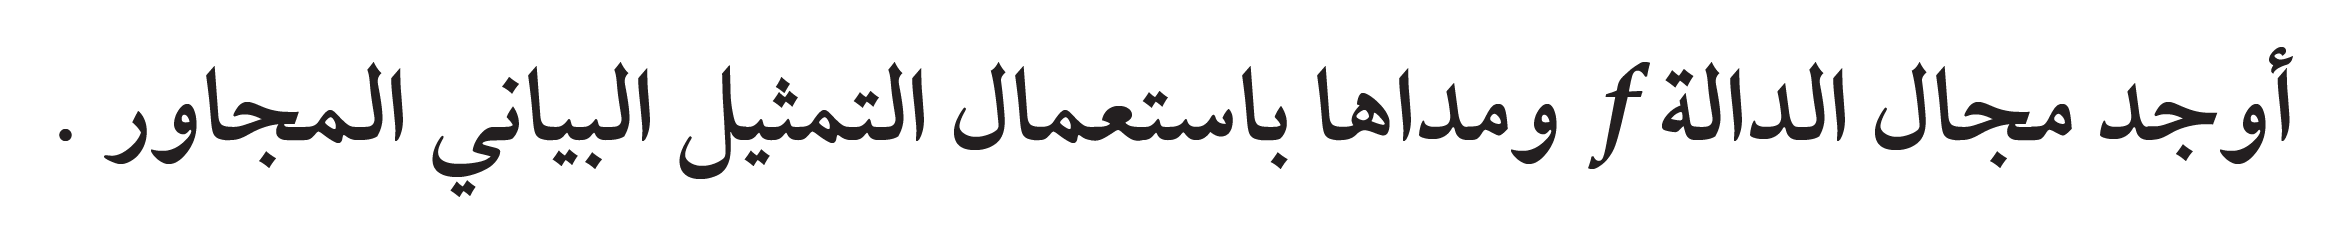 أوجد مجال الدالة f ومداها باستعمال التمثيل البياني المجاور .